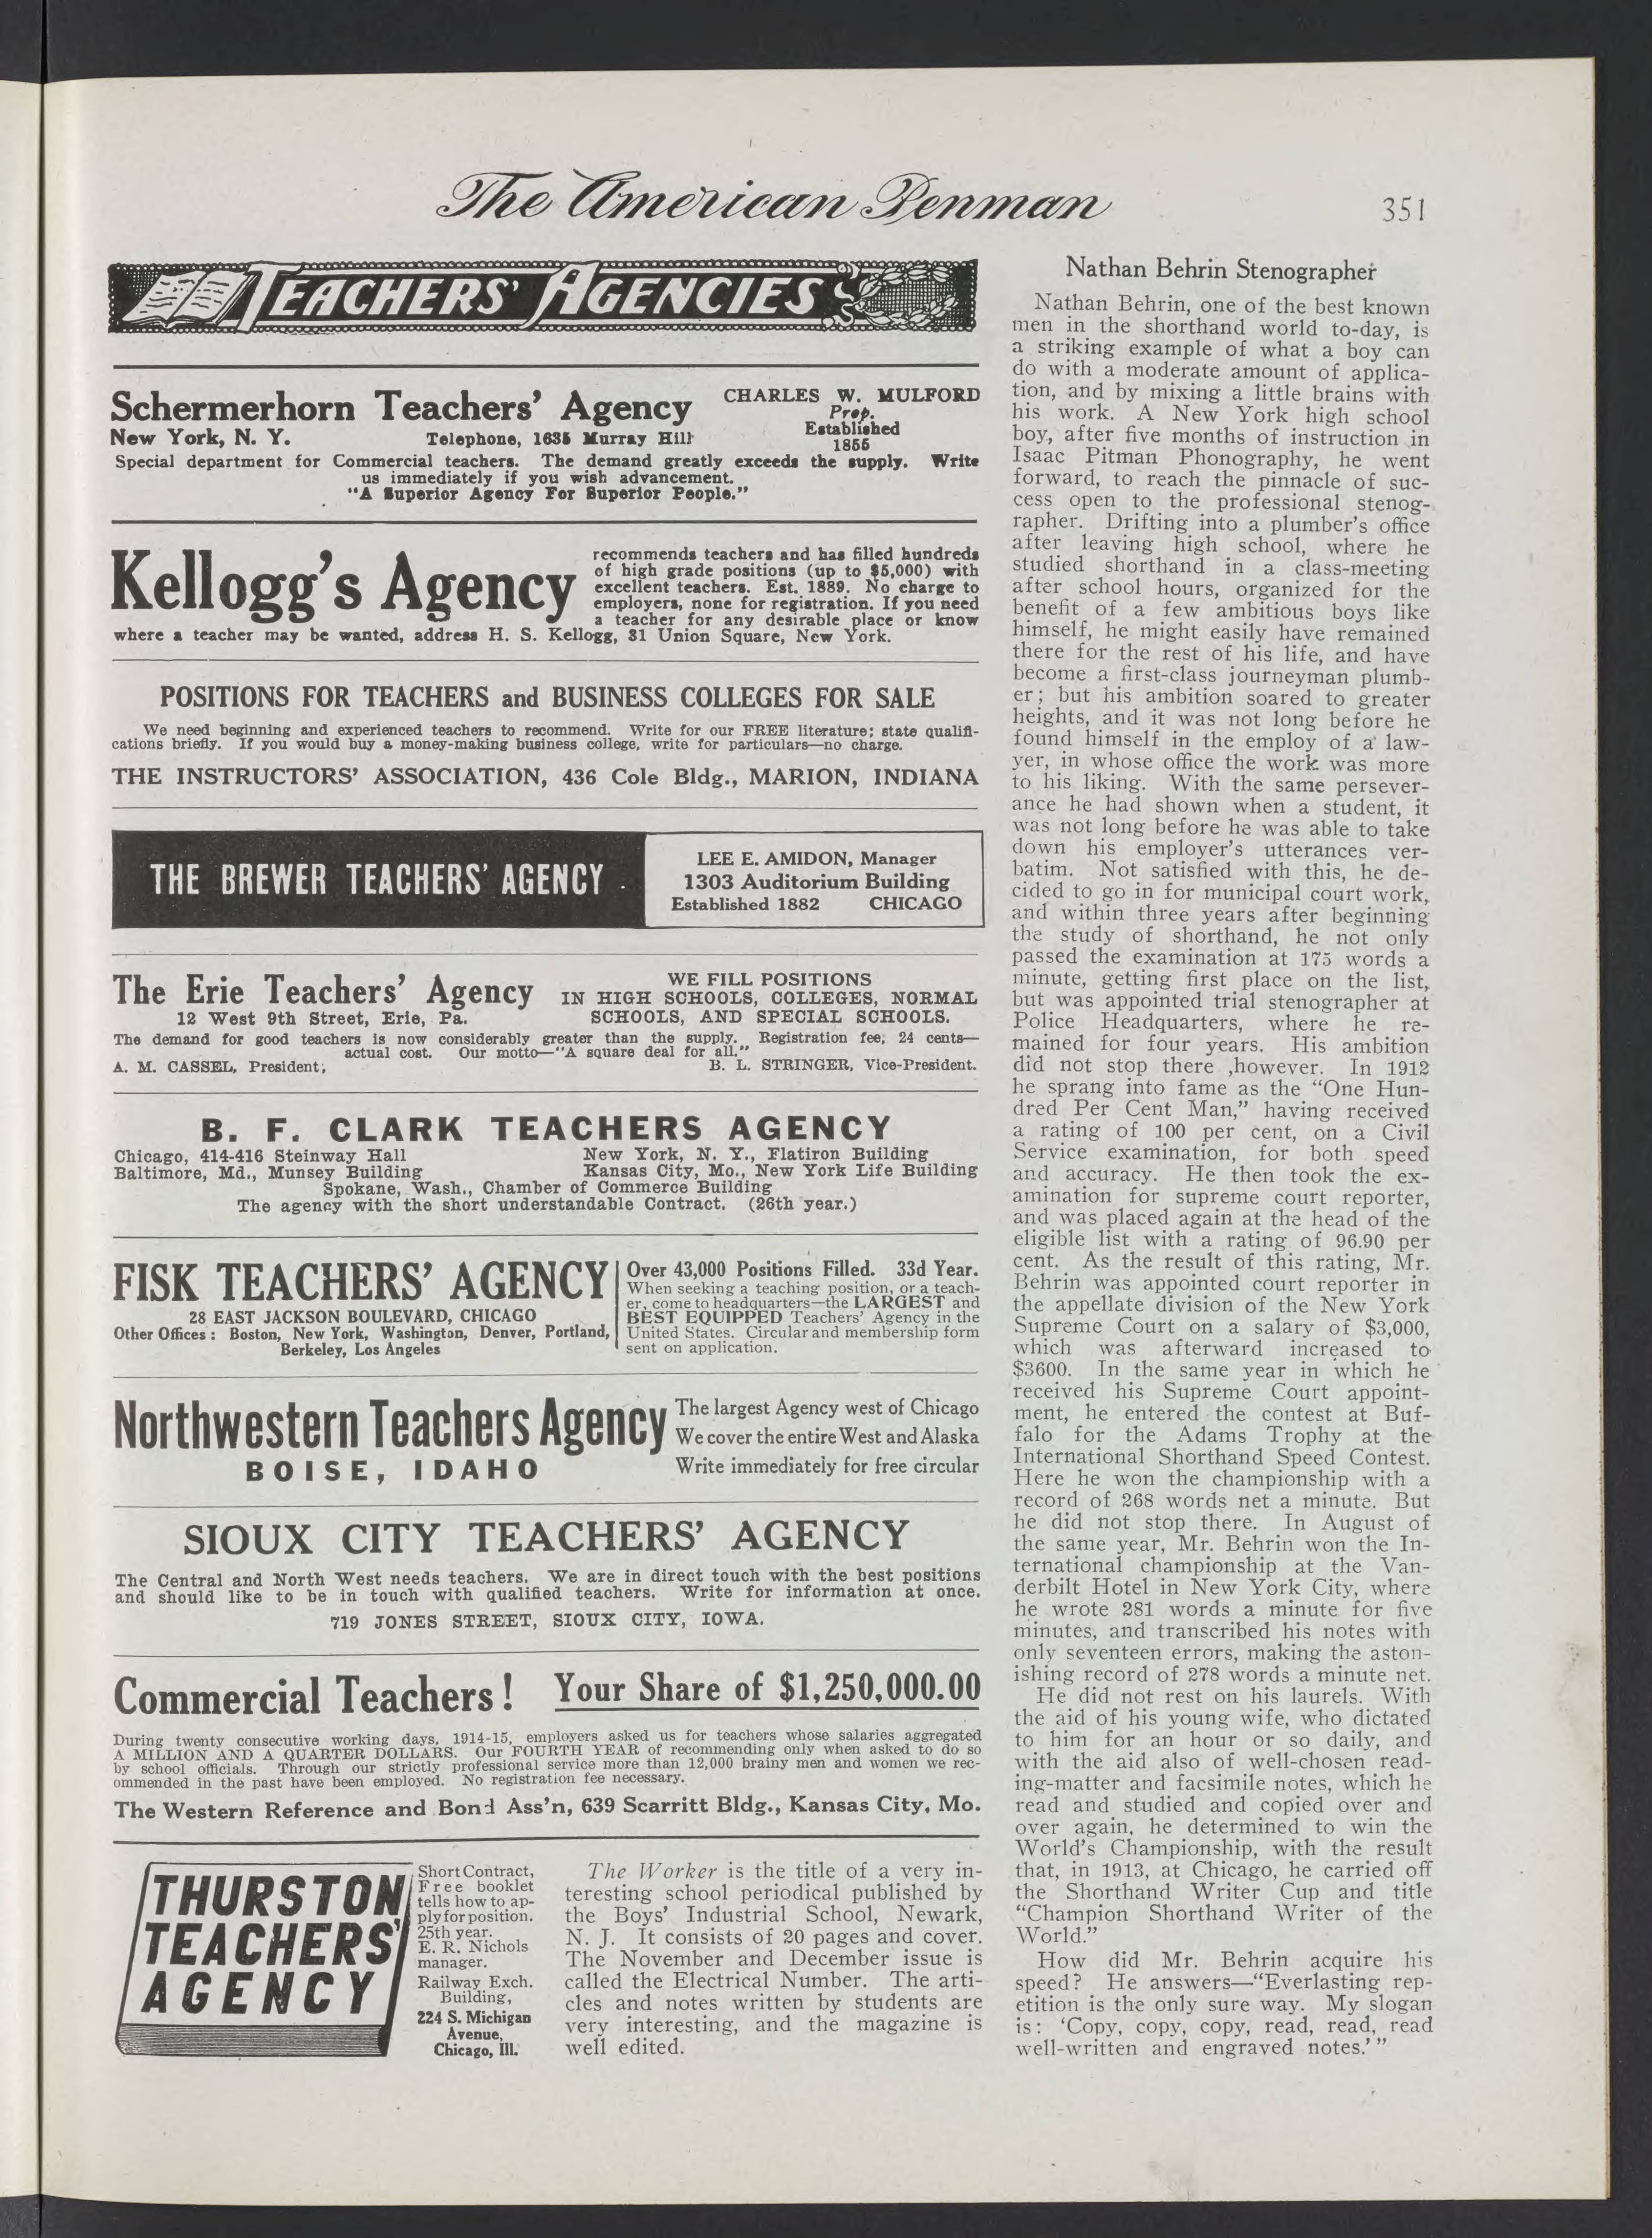 The American Penman
351
TEACHERS' AGENCIES
Schermerhorn Teachers' Agency
CHARLES W. MULFORD
Prop.
New York, N. Y. Telephone, 1635 Murray Hill
Established
1855
Special department for Commercial teachers. The demand greatly exceeds the supply. Write
us immediately if you wish advancement.
"A Superior Agency For Superior People."
Kellogg's Agency
recommends teachers and has filled hundreds
of high grade positions (up to $5,000) with
excellent teachers. Est. 1889. No charge to
employers, none for registration. If you need
a teacher for any desirable place or know
where a teacher may be wanted, address H. S. Kellogg, 31 Union Square, New York.
POSITIONS FOR TEACHERS and BUSINESS COLLEGES FOR SALE
We need beginning and experienced teachers to recommend. Write for our FREE literature; state qualifi-
cations briefly. If you would buy a money-making business college, write for particulars—no charge.
THE INSTRUCTORS' ASSOCIATION, 436 Cole Bldg., MARION, INDIANA
THE BREWER TEACHERS' AGENCY
LEE E. AMIDON, Manager
1303 Auditorium Building
Established 1882 CHICAGO
The Erie Teachers' Agency
12 West 9th Street, Erie, Pa.
WE FILL POSITIONS
IN HIGH SCHOOLS, COLLEGES, NORMAL
SCHOOLS, AND SPECIAL SCHOOLS.
The demand for good teachers is now considerably greater than the supply. Registration fee, 24 cents—
actual cost. Our motto—"A square deal for all."
A. M. CASSEL, President; B. L. STRINGER, Vice-President.
B. F. CLARK TEACHERS AGENCY
Chicago, 414-416 Steinway Hall New York, N. Y., Flatiron Building
Baltimore, Md., Munsey Building Kansas City, Mo., New York Life Building
Spokane, Wash., Chamber of Commerce Building
The agency with the short understandable Contract. (26th year.)
FISK TEACHERS' AGENCY
28 EAST JACKSON BOULEVARD, CHICAGO
Other Offices: Boston, New York, Washington, Denver, Portland,
Berkeley, Los Angeles
Over 43,000 Positions Filled. 33d Year.
When seeking a teaching position, or a teach-
er, come to headquarters—the LARGEST and
BEST EQUIPPED Teachers' Agency in the
United States. Circular and membership form
sent on application.
Northwestern Teachers Agency
BOISE, IDAHO
The largest Agency west of Chicago
We cover the entire West and Alaska
Write immediately for free circular
SIOUX CITY TEACHERS' AGENCY
The Central and North West needs teachers. We are in direct touch with the best positions
and should like to be in touch with qualified teachers. Write for information at once.
719 JONES STREET, SIOUX CITY, IOWA.
Commercial Teachers! Your Share of $1,250,000.00
During twenty consecutive working days, 1914-15, employers asked us for teachers whose salaries aggregated
A MILLION AND A QUARTER DOLLARS. Our FOURTH YEAR of recommending only when asked to do so
by school officials. Through our strictly professional service more than 12,000 brainy men and women we rec-
ommended in the past have been employed. No registration fee necessary.
The Western Reference and Bond Ass'n, 639 Scarritt Bldg., Kansas City, Mo.
THURSTON
TEACHERS'
AGENCY
Short Contract,
Free booklet
tells how to ap-
ply for position.
25th year.
E. R. Nichols
manager.
Railway Exch.
Building,
224 S. Michigan
Avenue,
Chicago, Ill.
The Worker is the title of a very in-
teresting school periodical published by
the Boys' Industrial School, Newark,
N. J. It consists of 20 pages and cover.
The November and December issue is
called the Electrical Number. The arti-
cles and notes written by students are
very interesting, and the magazine is
well edited.
Nathan Behrin Stenographer
Nathan Behrin, one of the best known
men in the shorthand world to-day, is
a striking example of what a boy can
do with a moderate amount of applica-
tion, and by mixing a little brains with
his work. A New York high school
boy, after five months of instruction in
Isaac Pitman Phonography, he went
forward, to reach the pinnacle of suc-
cess open to the professional stenog-
rapher. Drifting into a plumber's office
after leaving high school, where he
studied shorthand in a class-meeting
after school hours, organized for the
benefit of a few ambitious boys like
himself, he might easily have remained
there for the rest of his life, and have
become a first-class journeyman plumb-
er; but his ambition soared to greater
heights, and it was not long before he
found himself in the employ of a law-
yer, in whose office the work was more
to his liking. With the same persever-
ance he had shown when a student, it
was not long before he was able to take
down his employer's utterances ver-
batim. Not satisfied with this, he de-
cided to go in for municipal court work,
and within three years after beginning
the study of shorthand, he not only
passed the examination at 175 words a
minute, getting first place on the list,
but was appointed trial stenographer at
Police Headquarters, where he re-
mained for four years. His ambition
did not stop there ,however. In 1912
he sprang into fame as the "One Hun-
dred Per Cent Man," having received
a rating of 100 per cent, on a Civil
Service examination, for both speed
and accuracy. He then took the ex-
amination for supreme court reporter,
and was placed again at the head of the
eligible list with a rating of 96.90 per
cent. As the result of this rating, Mr.
Behrin was appointed court reporter in
the appellate division of the New York
Supreme Court on a salary of $3,000,
which was afterward increased to
$3600. In the same year in which he
received his Supreme Court appoint-
ment, he entered the contest at Buf-
falo for the Adams Trophy at the
International Shorthand Speed Contest.
Here he won the championship with a
record of 268 words net a minute. But
he did not stop there. In August of
the same year, Mr. Behrin won the In-
ternational championship at the Van-
derbilt Hotel in New York City, where
he wrote 281 words a minute for five
minutes, and transcribed his notes with
only seventeen errors, making the aston-
ishing record of 278 words a minute net.
He did not rest on his laurels. With
the aid of his young wife, who dictated
to him for an hour or so daily, and
with the aid also of well-chosen read-
ing-matter and facsimile notes, which he
read and studied and copied over and
over again, he determined to win the
World's Championship, with the result
that, in 1913, at Chicago, he carried off
the Shorthand Writer Cup and title
"Champion Shorthand Writer of the
World."
How did Mr. Behrin acquire his
speed? He answers—"Everlasting rep-
etition is the only sure way. My slogan
is: 'Copy, copy, copy, read, read, read
well-written and engraved notes.'"